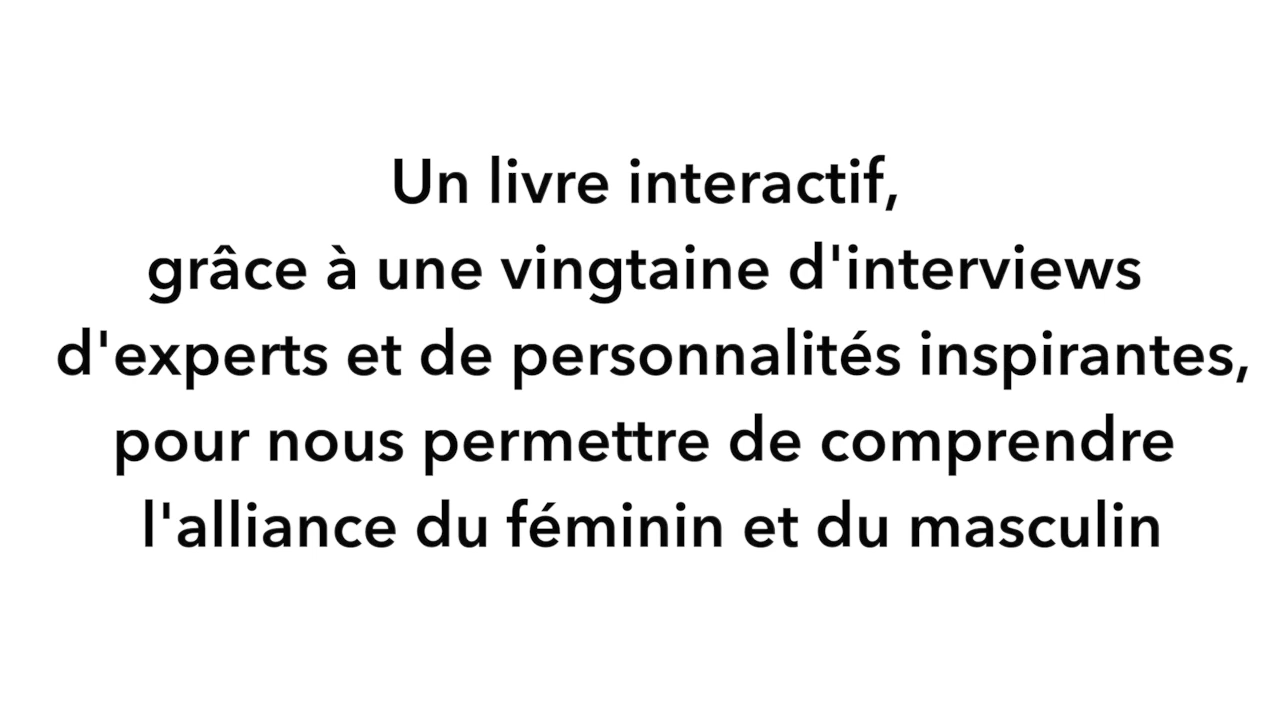 Un livre interactif,
grâce à une vingtaine d'interviews
d'experts et de personnalités inspirantes,
pour nous permettre de comprendre
l'alliance du féminin et du masculin